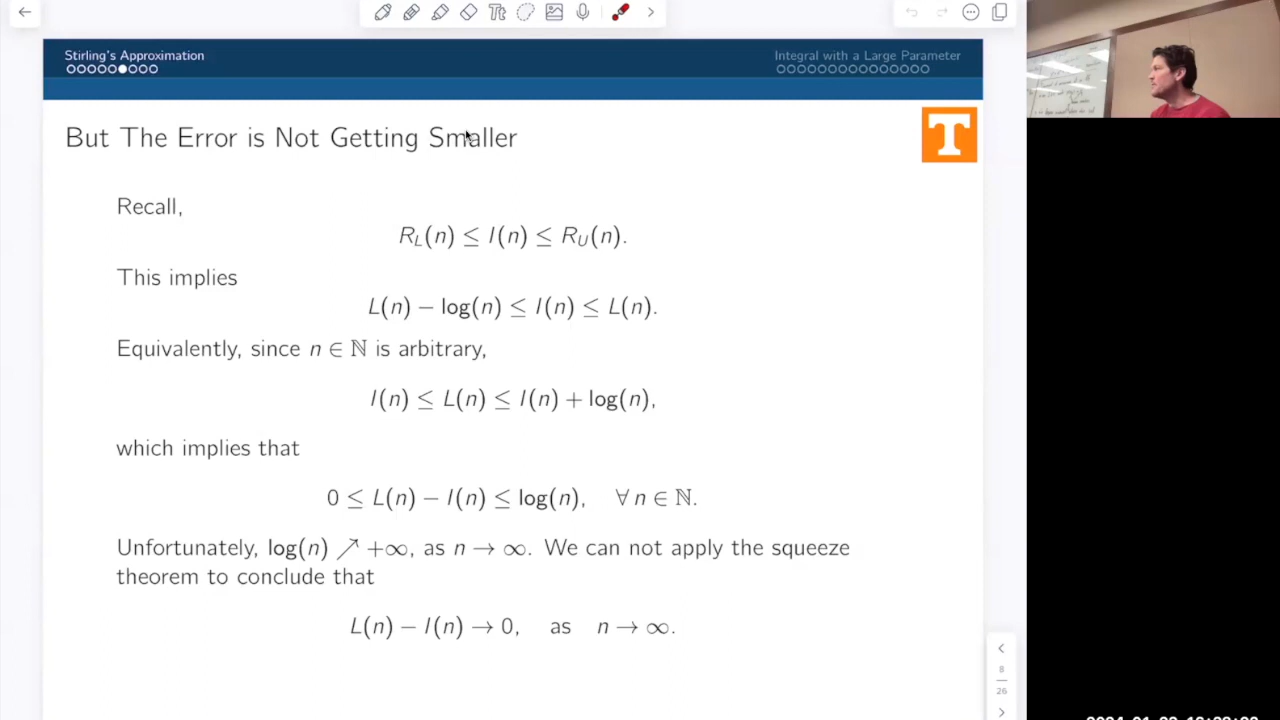 Stirling's Approximation
Integral with a Large Parameter
But The Error is Not Getting Smaller
T
Recall,
R_L(n) ≤ I(n) ≤ R_U(n).
This implies
L(n) − log(n) ≤ I(n) ≤ L(n).
Equivalently, since n ∈ ℕ is arbitrary,
I(n) ≤ L(n) ≤ I(n) + log(n),
which implies that
0 ≤ L(n) − I(n) ≤ log(n), ∀ n ∈ ℕ.
Unfortunately, log(n) ↗ +∞, as n → ∞. We can not apply the squeeze
theorem to conclude that
L(n) − I(n) → 0, as n → ∞.
8
26